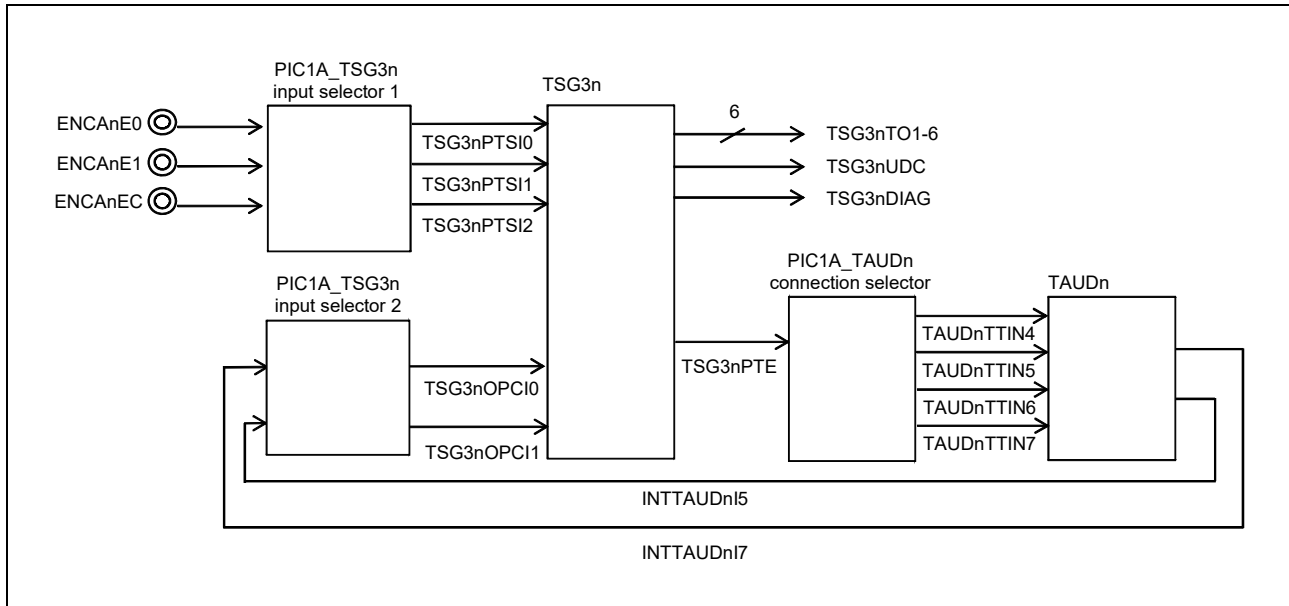 PIC1A_TSG3n
input selector 1
TSG3n
ENCAnE0
ENCAnE1
ENCAnEC
TSG3nPTSI0
TSG3nPTSI1
TSG3nPTSI2
6
TSG3nTO1-6
TSG3nUDC
TSG3nDIAG
PIC1A_TSG3n
input selector 2
TSG3nOPCI0
TSG3nOPCI1
TSG3nPTE
PIC1A_TAUDn
connection selector
TAUDn
TAUDnTTIN4
TAUDnTTIN5
TAUDnTTIN6
TAUDnTTIN7
INTTAUDnI5
INTTAUDnI7